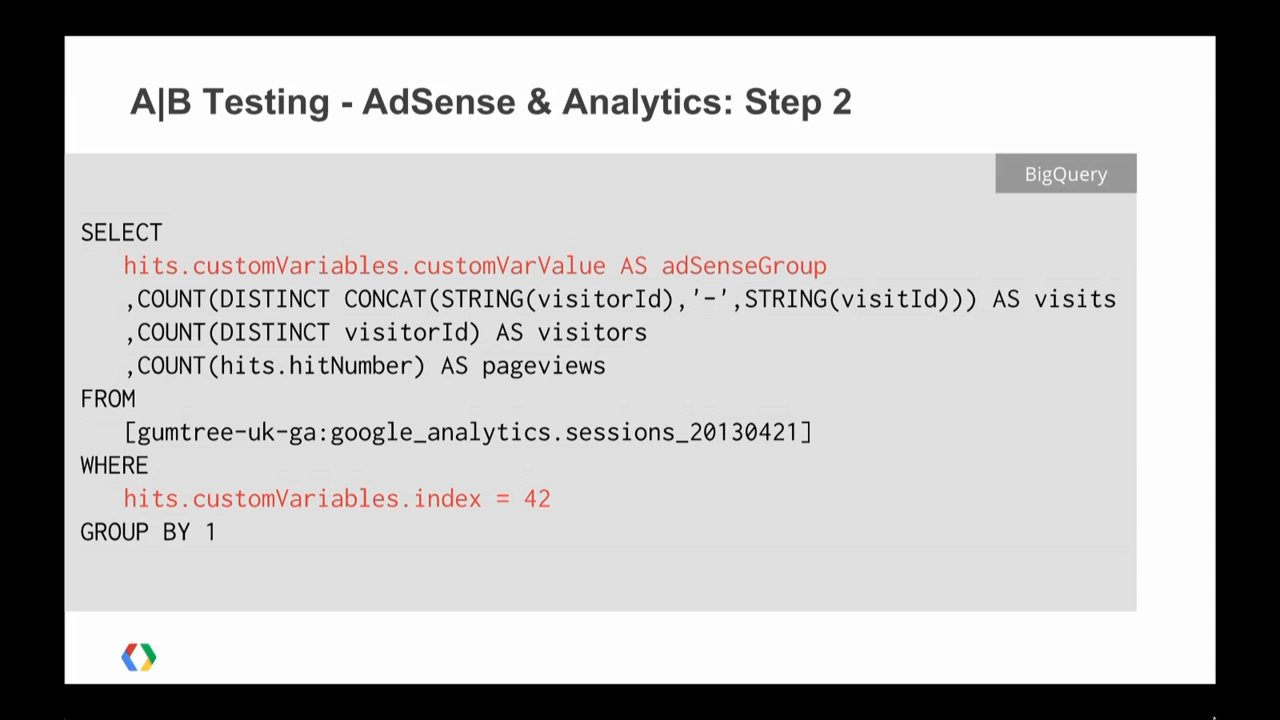 A|B Testing - AdSense & Analytics: Step 2
BigQuery
SELECT
hits.customVariables.customVarValue AS adSenseGroup
,COUNT(DISTINCT CONCAT(STRING(visitorId),'-',STRING(visitId))) AS visits
,COUNT(DISTINCT visitorId) AS visitors
,COUNT(hits.hitNumber) AS pageviews
FROM
[gumtree-uk-ga:google_analytics.sessions_20130421]
WHERE
hits.customVariables.index = 42
GROUP BY 1